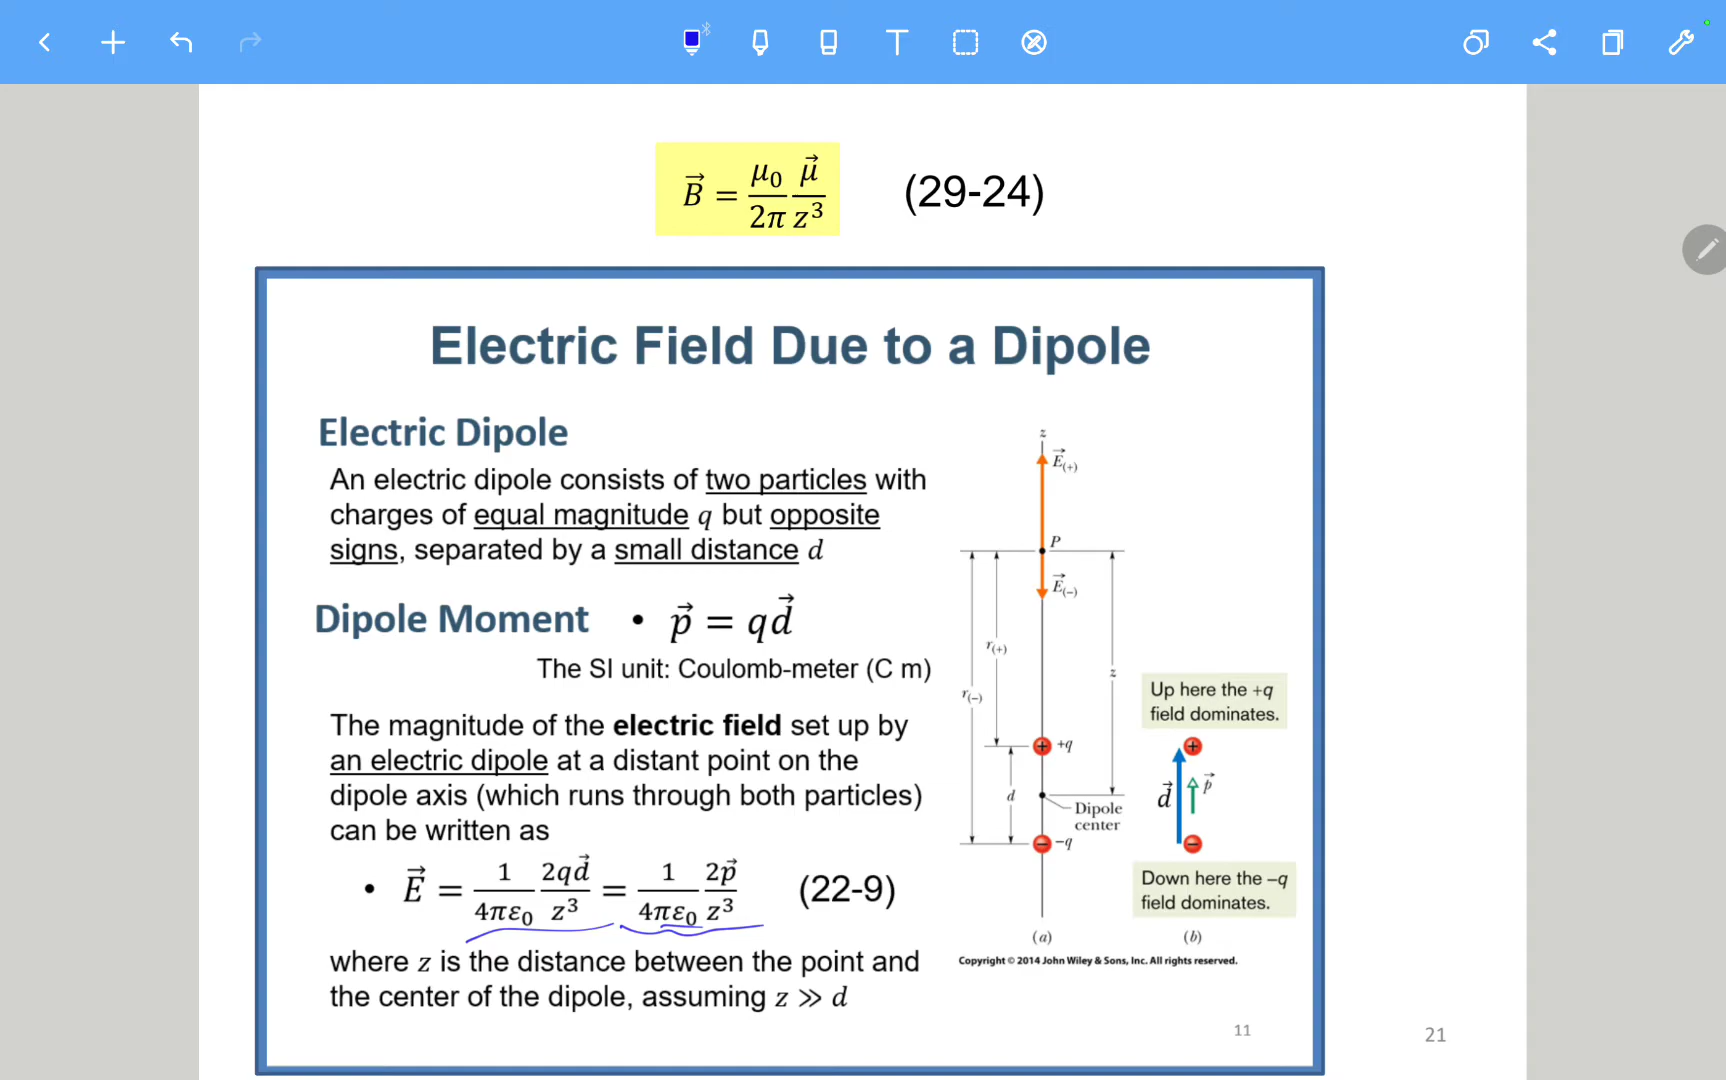 B⃗ = μ₀/2π μ⃗/z³ (29-24)
Electric Field Due to a Dipole
Electric Dipole
An electric dipole consists of two particles with
charges of equal magnitude q but opposite
signs, separated by a small distance d
Dipole Moment • p⃗ = qd⃗
The SI unit: Coulomb-meter (C m)
The magnitude of the electric field set up by
an electric dipole at a distant point on the
dipole axis (which runs through both particles)
can be written as
• E⃗ = 1/4πε₀ 2qd⃗/z³ = 1/4πε₀ 2p⃗/z³ (22-9)
where z is the distance between the point and
the center of the dipole, assuming z ≫ d
z
E⃗(+)
P
E⃗(−)
r(+)
z
r(−)
+ +q
d
Dipole
center
− −q
(a)
Up here the +q
field dominates.
+
d⃗ p⃗
−
Down here the −q
field dominates.
(b)
Copyright © 2014 John Wiley & Sons, Inc. All rights reserved.
11
21